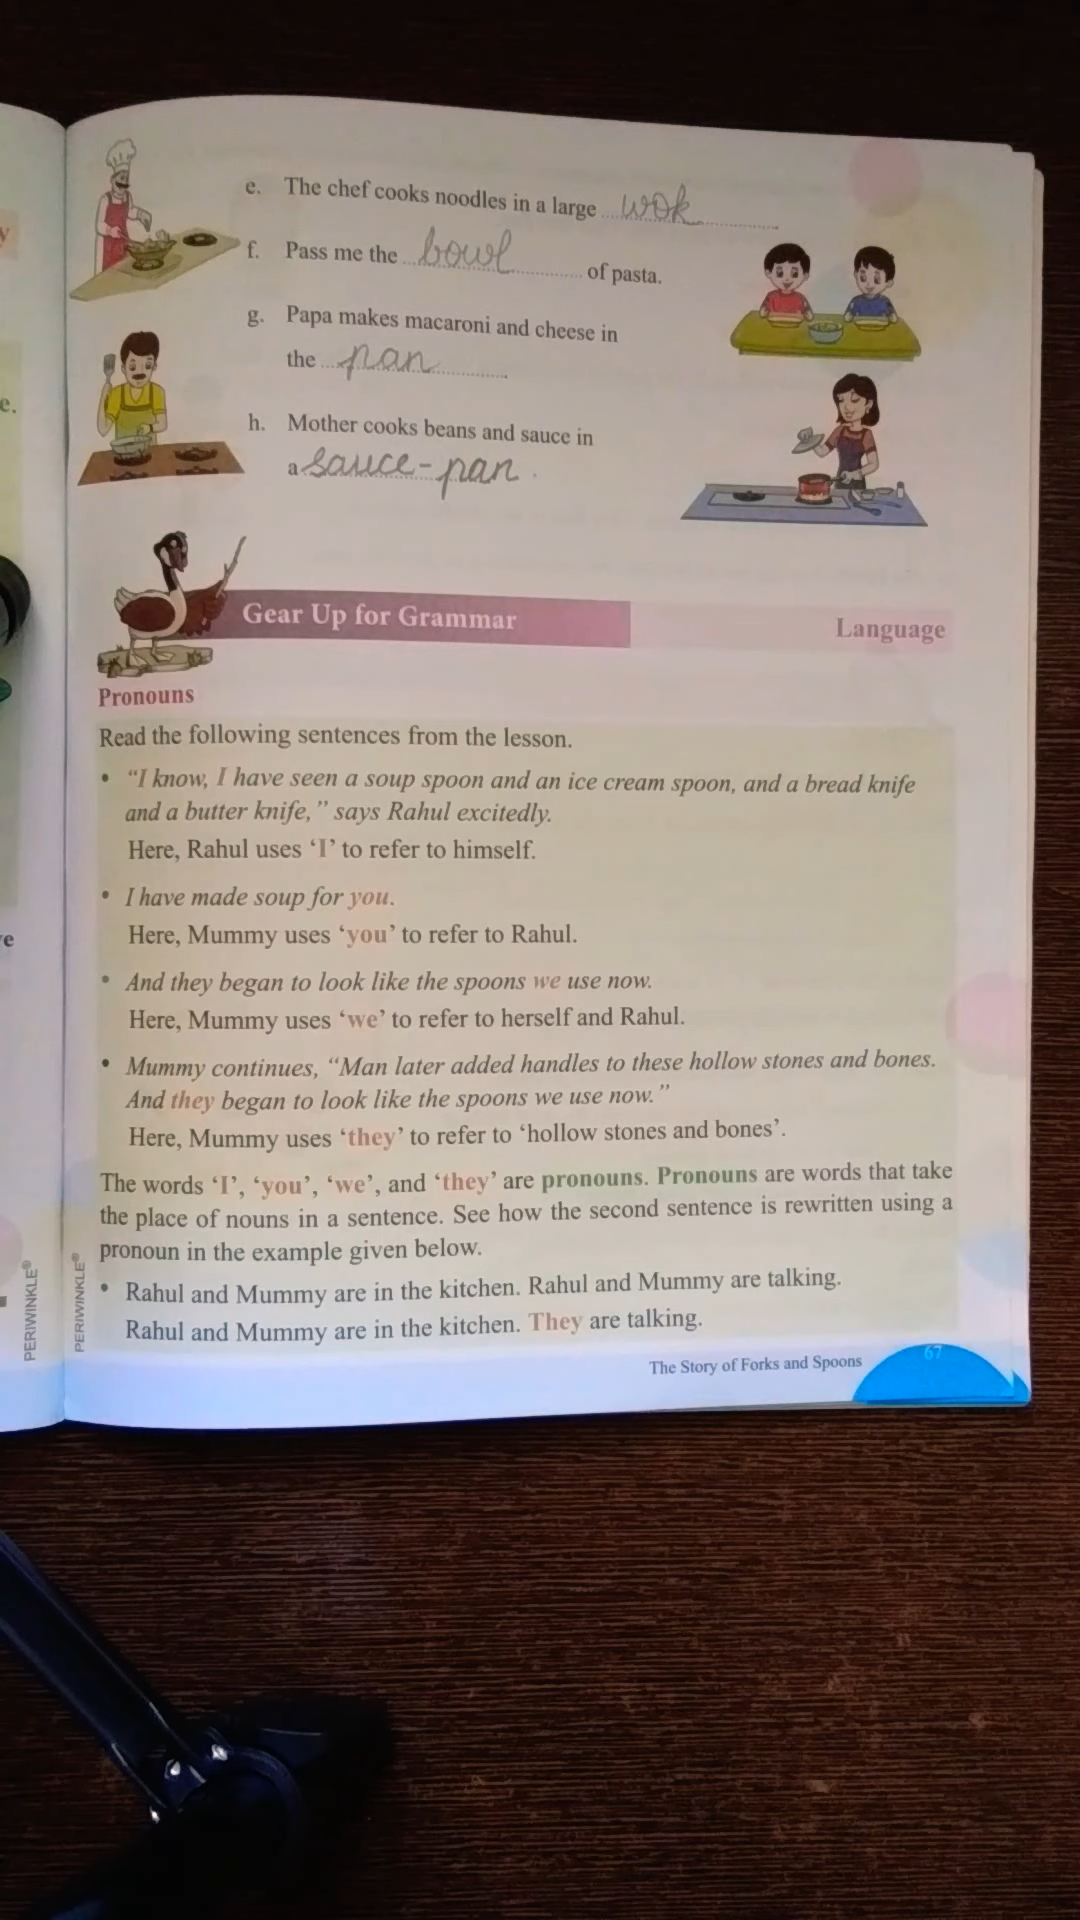 e. The chef cooks noodles in a large wok
f. Pass me the bowl of pasta.
g. Papa makes macaroni and cheese in
the pan
h. Mother cooks beans and sauce in
a sauce-pan.
Gear Up for Grammar
Language
Pronouns
Read the following sentences from the lesson.
• “I know, I have seen a soup spoon and an ice cream spoon, and a bread knife
and a butter knife,” says Rahul excitedly.
Here, Rahul uses ‘I’ to refer to himself.
• I have made soup for you.
Here, Mummy uses ‘you’ to refer to Rahul.
• And they began to look like the spoons we use now.
Here, Mummy uses ‘we’ to refer to herself and Rahul.
• Mummy continues, “Man later added handles to these hollow stones and bones.
And they began to look like the spoons we use now.”
Here, Mummy uses ‘they’ to refer to ‘hollow stones and bones’.
The words ‘I’, ‘you’, ‘we’, and ‘they’ are pronouns. Pronouns are words that take
the place of nouns in a sentence. See how the second sentence is rewritten using a
pronoun in the example given below.
• Rahul and Mummy are in the kitchen. Rahul and Mummy are talking.
Rahul and Mummy are in the kitchen. They are talking.
The Story of Forks and Spoons
67
PERIWINKLE®
PERIWINKLE®